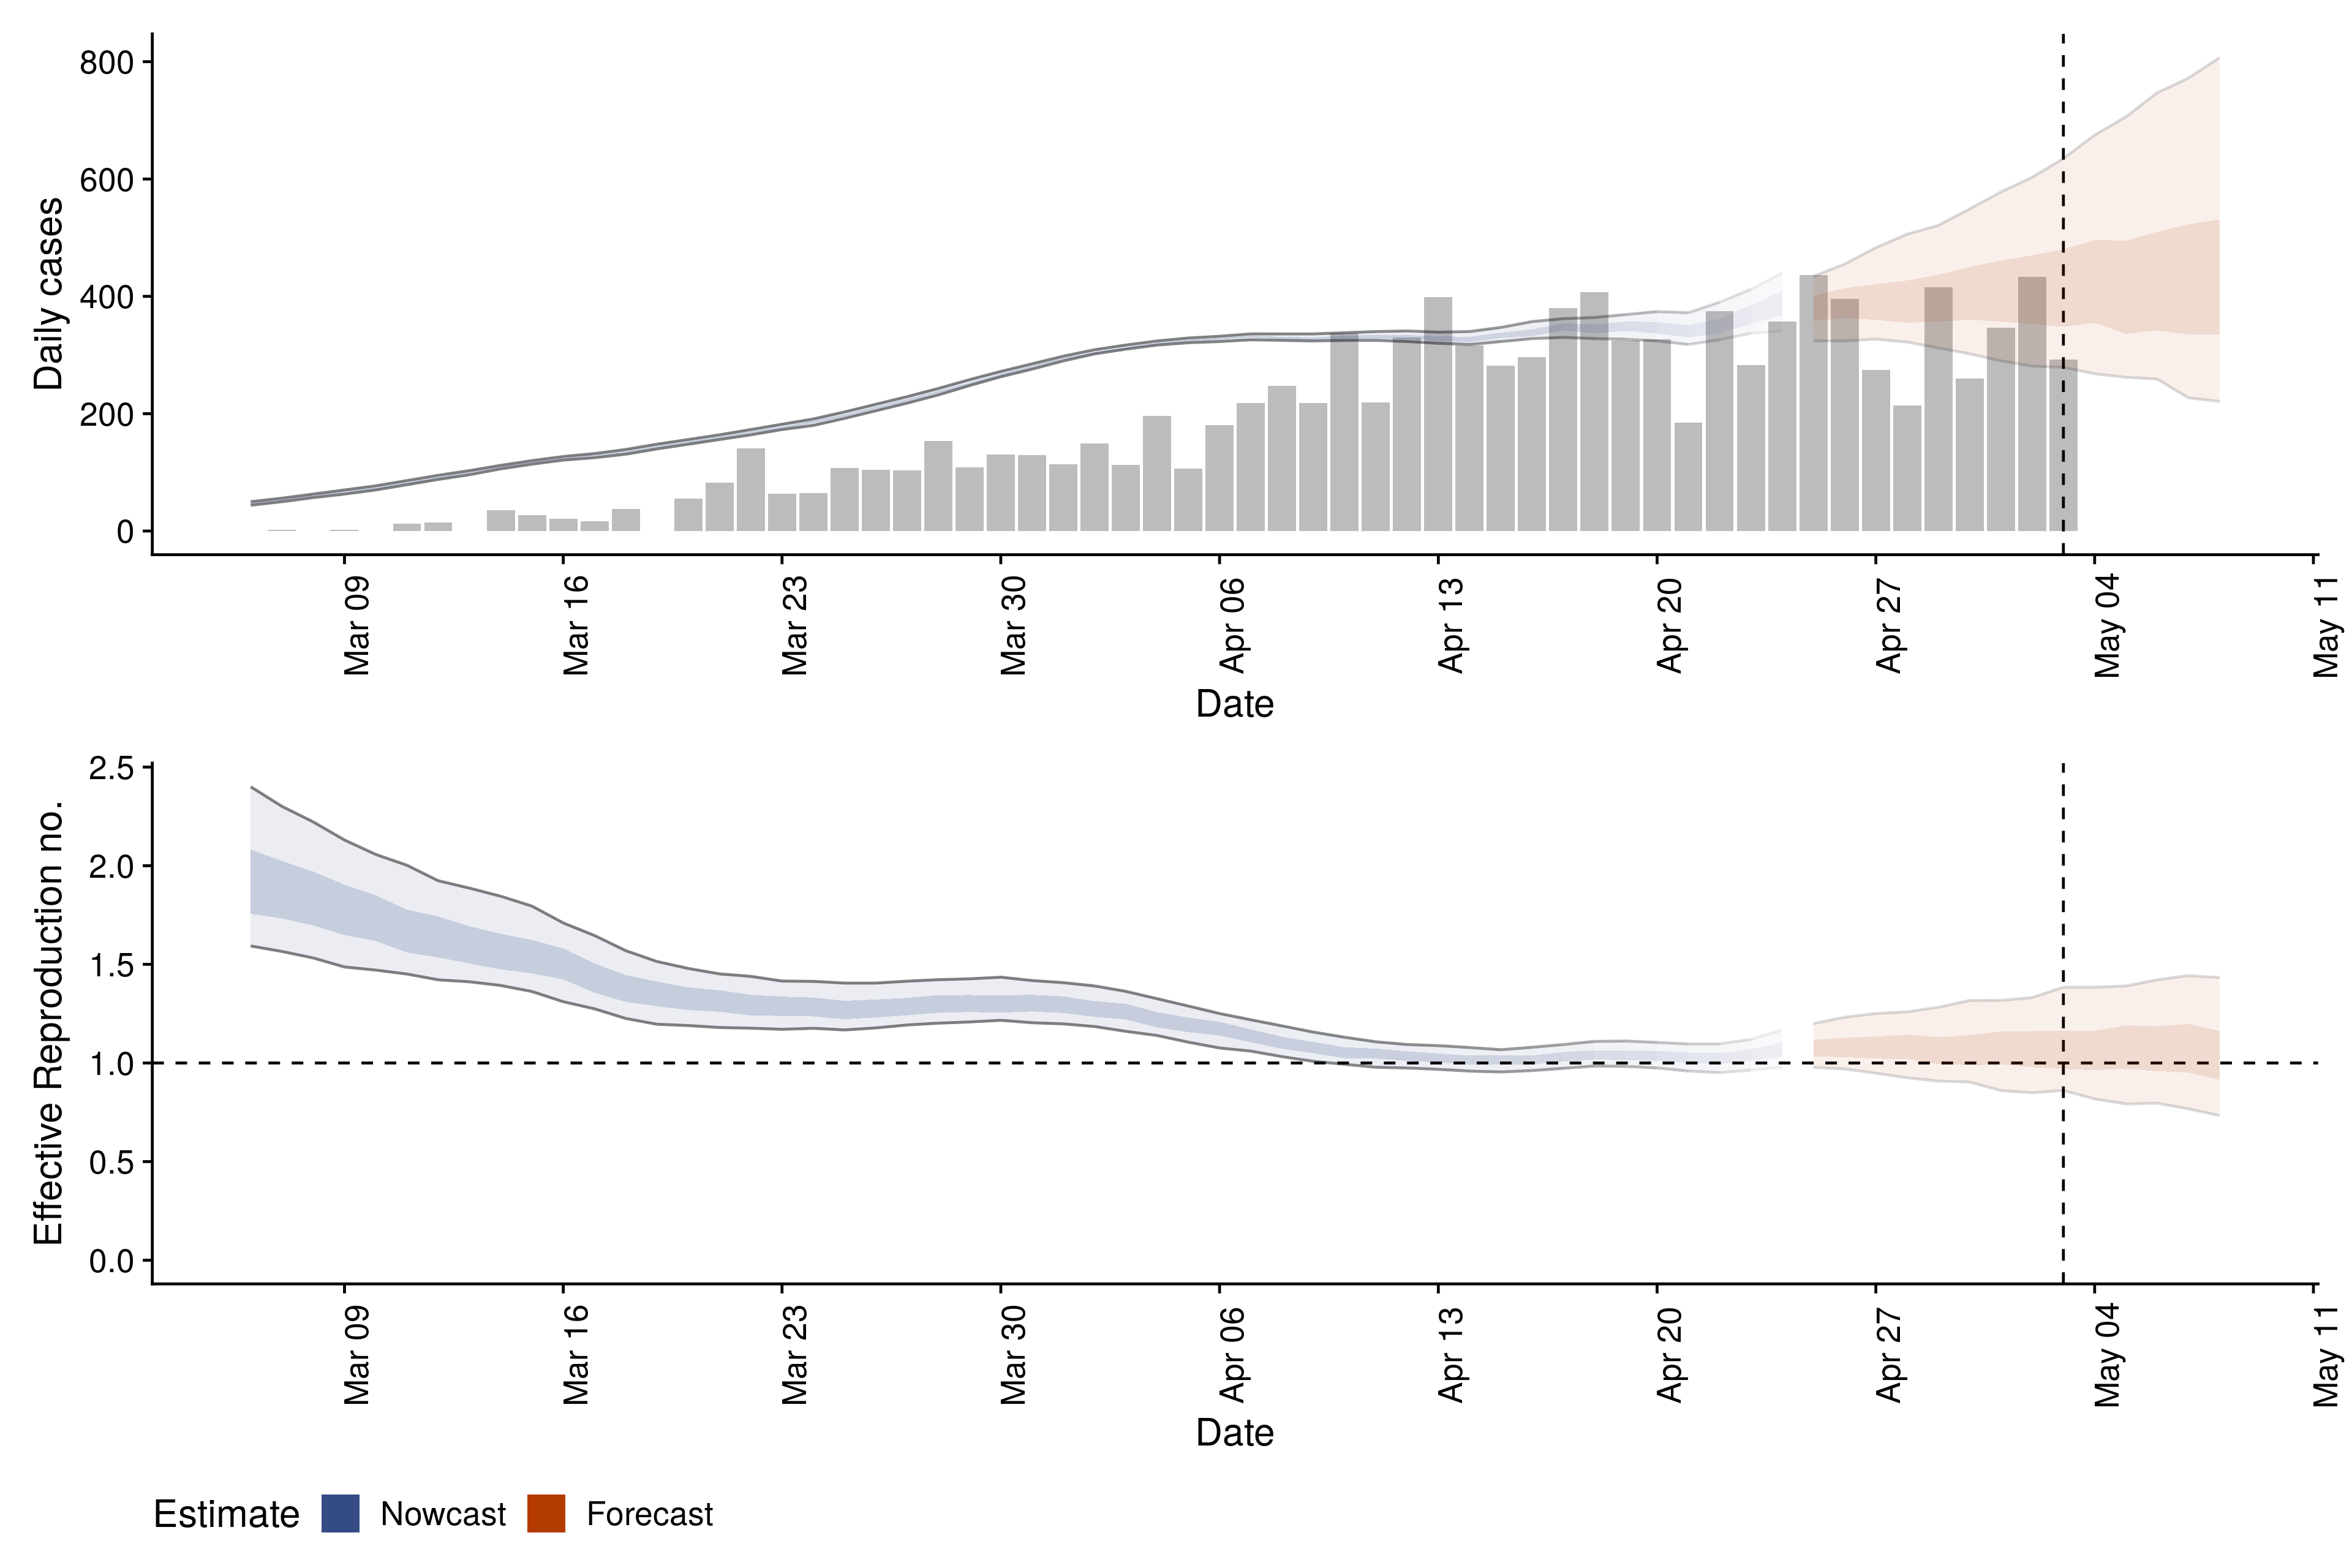 800
600
400
200
0
Daily cases
Mar 09 Mar 16 Mar 23 Mar 30 Apr 06 Apr 13 Apr 20 Apr 27 May 04 May 11
Date
2.5
2.0
1.5
1.0
0.5
0.0
Effective Reproduction no.
Mar 09 Mar 16 Mar 23 Mar 30 Apr 06 Apr 13 Apr 20 Apr 27 May 04 May 11
Date
Estimate Nowcast Forecast